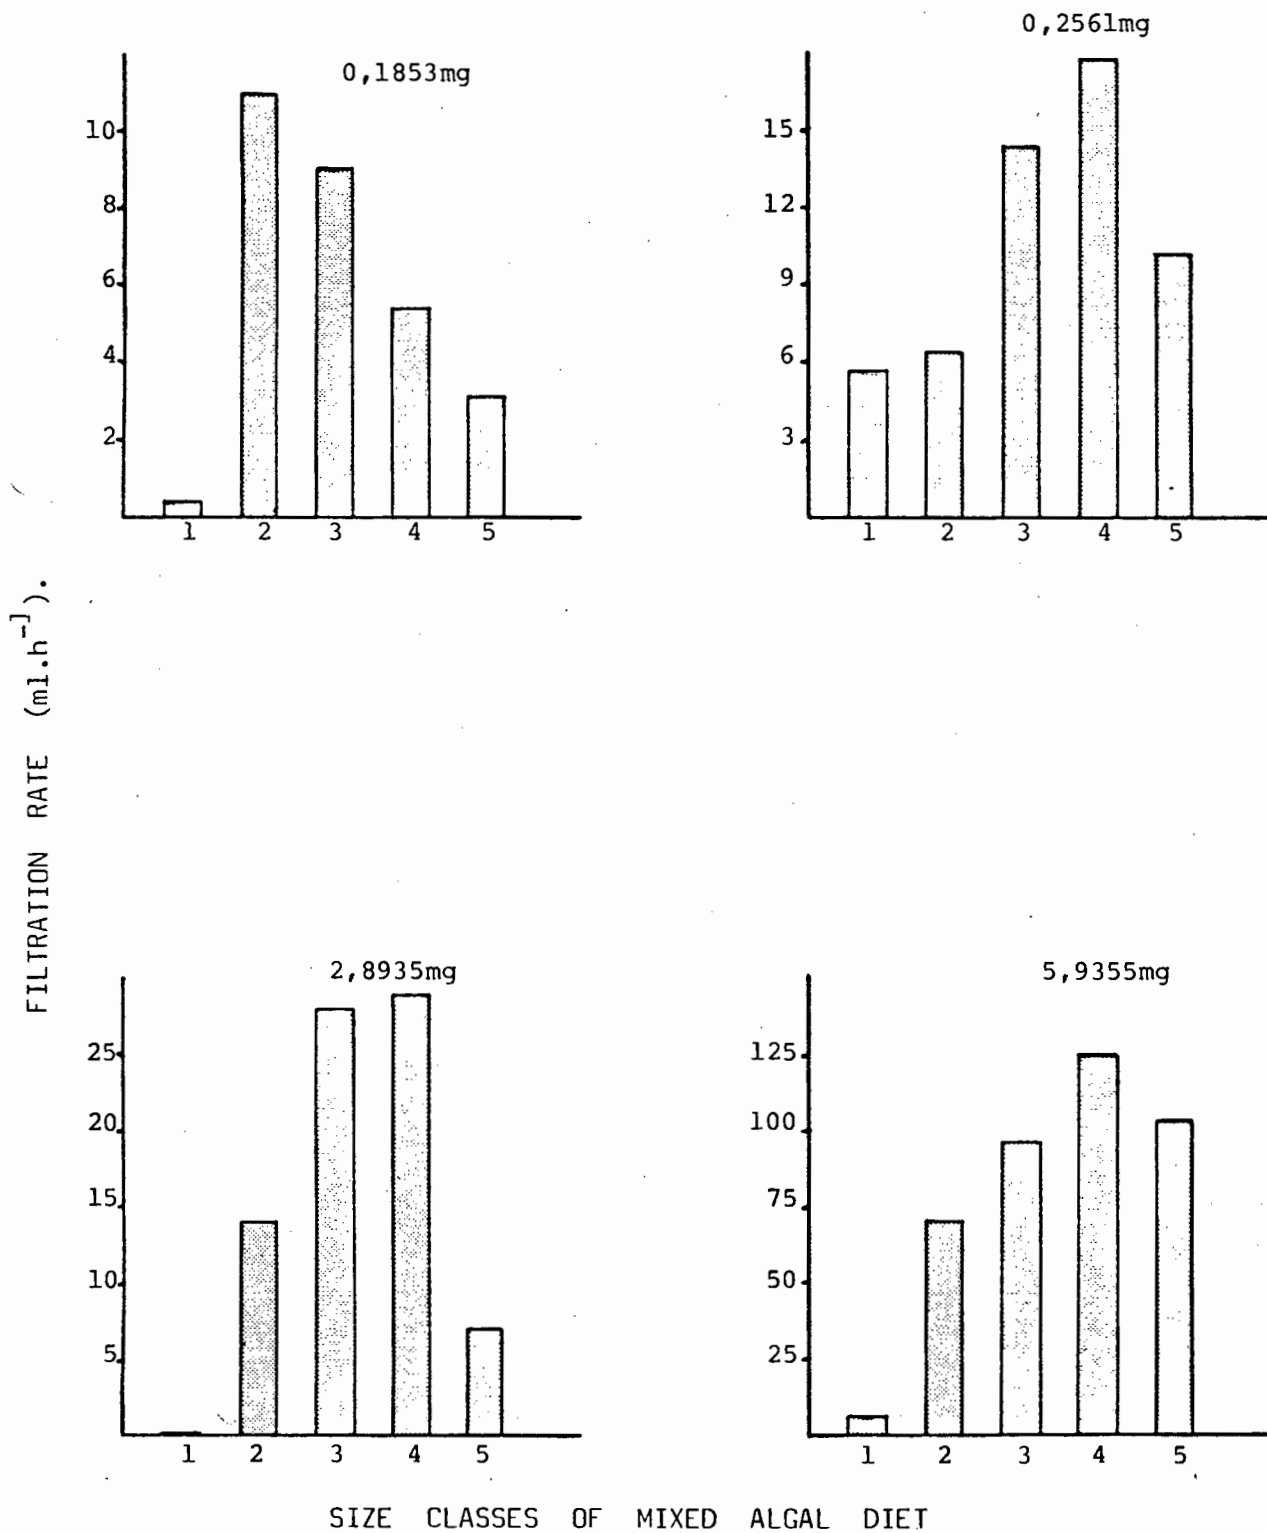 0,1853mg
10
8
6
4
2
1 2 3 4 5
0,2561mg
15
12
9
6
3
1 2 3 4 5
FILTRATION RATE (ml.h⁻¹).
2,8935mg
25
20
15
10
5
1 2 3 4 5
5,9355mg
125
100
75
50
25
1 2 3 4 5
SIZE CLASSES OF MIXED ALGAL DIET